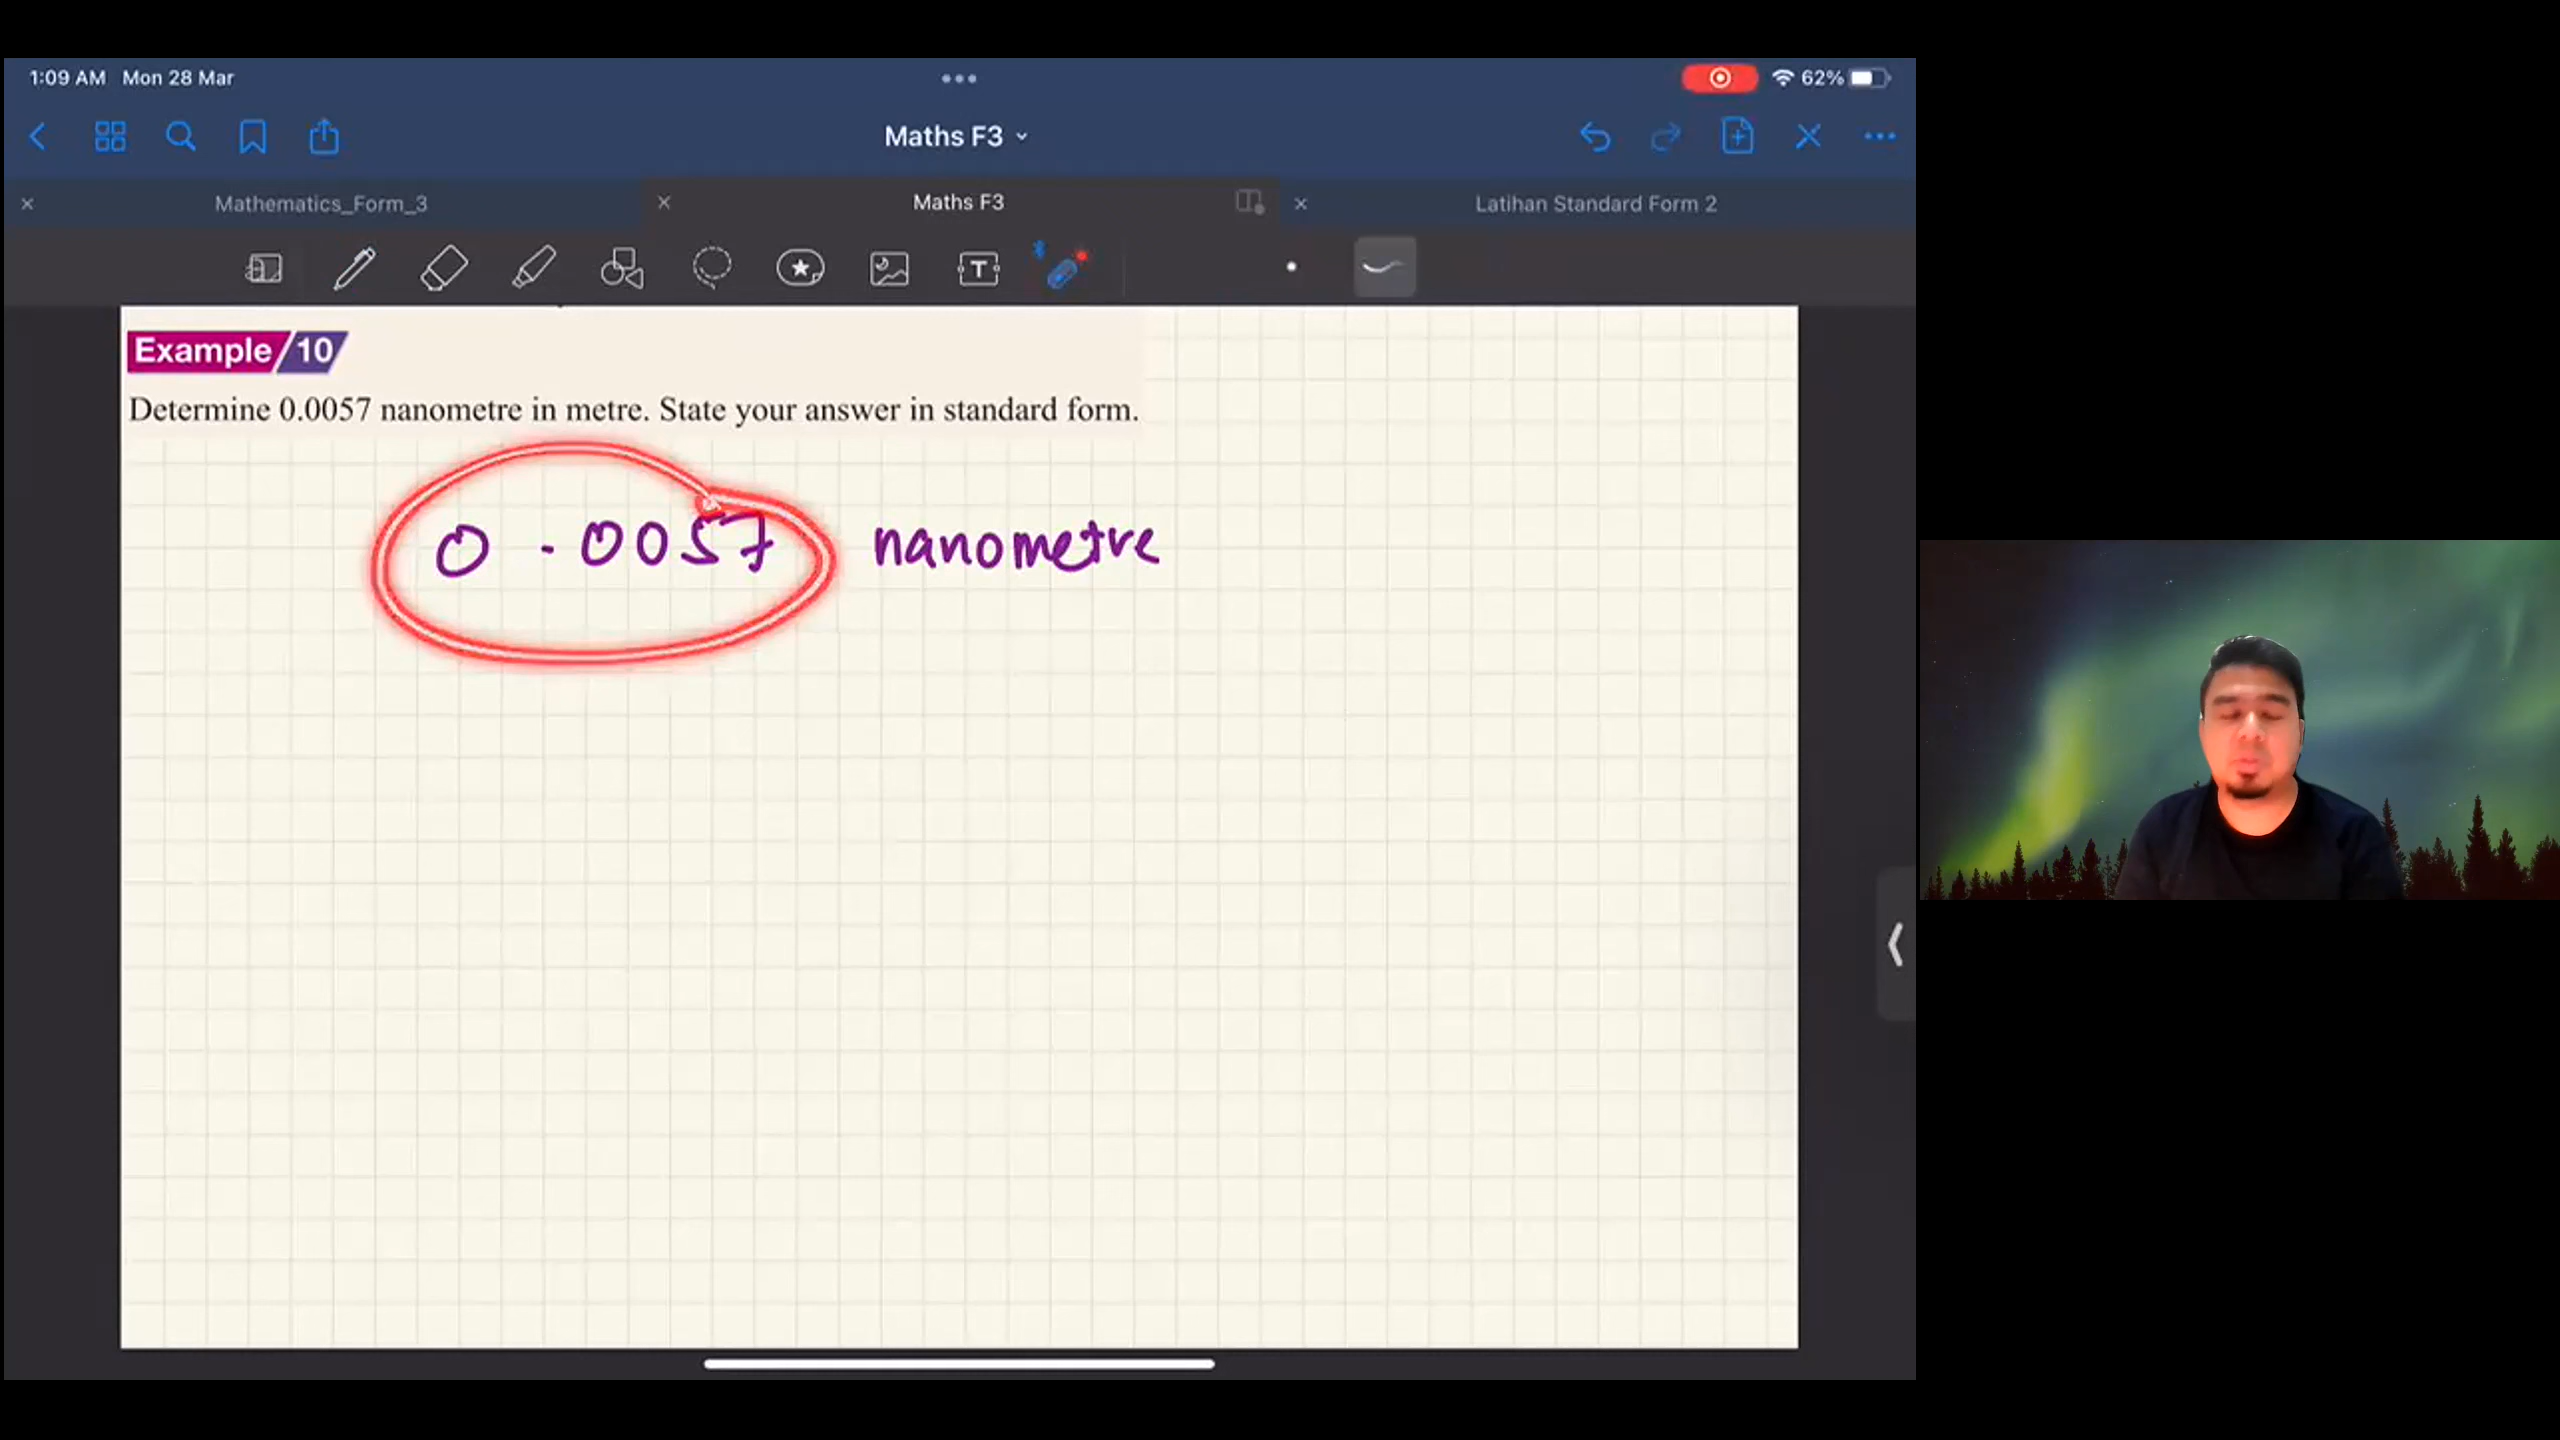 1:09 AM Mon 28 Mar
62%
Maths F3
Mathematics_Form_3
Maths F3
Latihan Standard Form 2
T
Example 10
Determine 0.0057 nanometre in metre. State your answer in standard form.
0.0057 nanometre